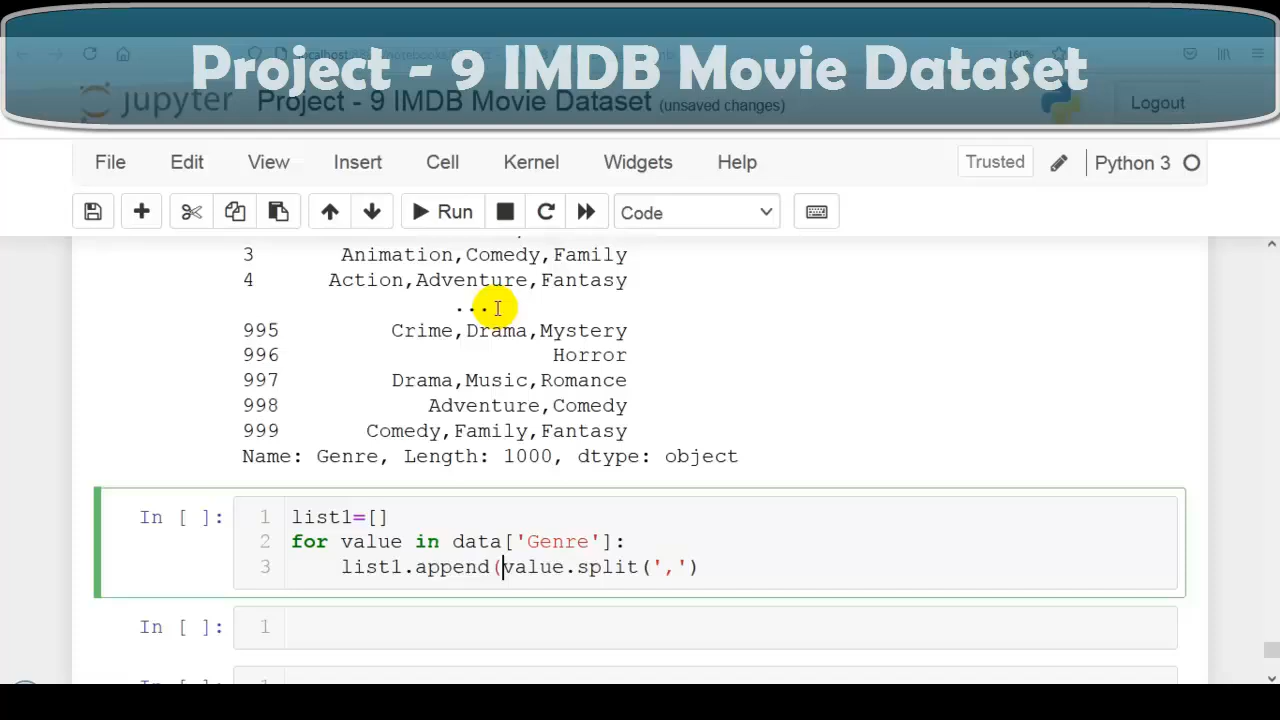 Project - 9 IMDB Movie Dataset
jupyter Project - 9 IMDB Movie Dataset (unsaved changes) Logout
File Edit View Insert Cell Kernel Widgets Help Trusted Python 3
Run Code
3 Animation,Comedy,Family
4 Action,Adventure,Fantasy
...
995 Crime,Drama,Mystery
996 Horror
997 Drama,Music,Romance
998 Adventure,Comedy
999 Comedy,Family,Fantasy
Name: Genre, Length: 1000, dtype: object
In [ ]: 1 list1=[]
2 for value in data['Genre']:
3 list1.append(value.split(',')
In [ ]: 1